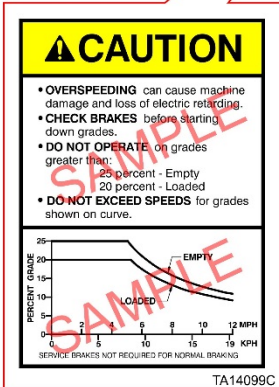 ⚠CAUTION
• OVERSPEEDING can cause machine
damage and loss of electric retarding.
• CHECK BRAKES before starting
down grades.
• DO NOT OPERATE on grades
greater than:
25 percent - Empty
20 percent - Loaded
• DO NOT EXCEED SPEEDS for grades
shown on curve.
SAMPLE
PERCENT GRADE
25
20
15
10
5
0
EMPTY
LOADED
2 4 6 8 10 12 MPH
0 5 10 15 19 KPH
SERVICE BRAKES NOT REQUIRED FOR NORMAL BRAKING
SAMPLE
TA14099C